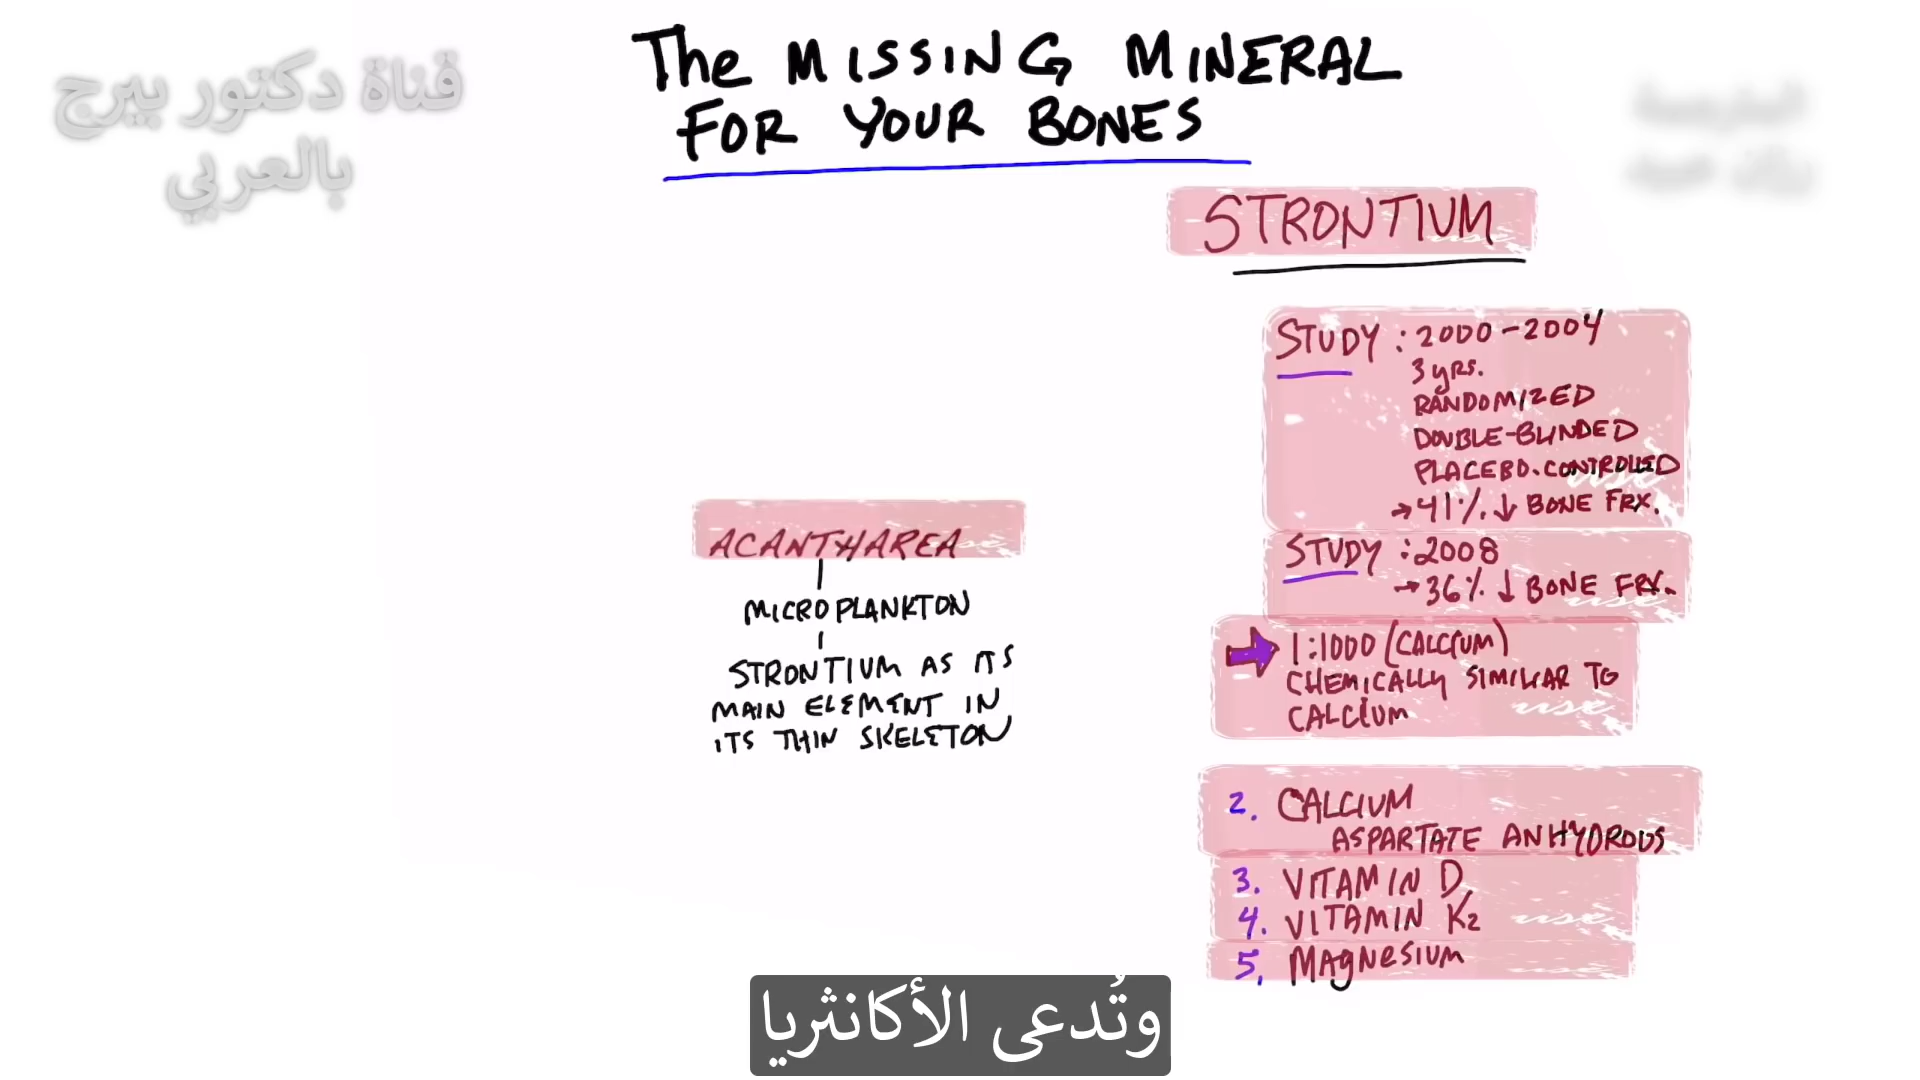 The MISSING MINERAL
FOR YOUR BONES
قناة دكتور بيرج
بالعربي
STRONTIUM
STUDY : 2000-2004
3 yrs.
RANDOMIZED
DOUBLE-BLINDED
PLACEBO-CONTROLLED
→ 41% ↓ BONE FRX.
STUDY : 2008
→ 36% ↓ BONE FRX.
1:1000 (CALCIUM)
CHEMICALLY SIMILAR TO
CALCIUM
2. CALCIUM
ASPARTATE ANHYDROUS
3. VITAMIN D
4. VITAMIN K2
5. MAGNESIUM
ACANTHAREA
MICROPLANKTON
STRONTIUM AS ITS
MAIN ELEMENT IN
ITS THIN SKELETON
وتُدعى الأكانثريا